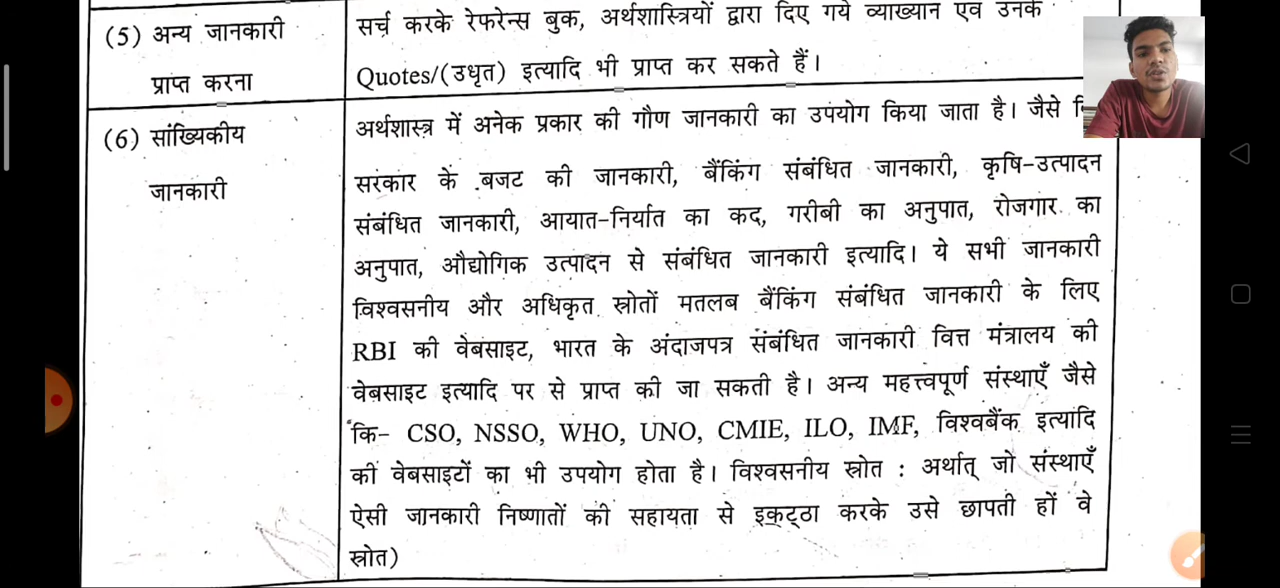 (5) अन्य जानकारी
प्राप्त करना
सर्च करके रेफरेन्स बुक, अर्थशास्त्रियों द्वारा दिए गये व्याख्यान एवं उनके
Quotes/(उधृत) इत्यादि भी प्राप्त कर सकते हैं।
(6) सांख्यिकीय
जानकारी
अर्थशास्त्र में अनेक प्रकार की गौण जानकारी का उपयोग किया जाता है। जैसे
सरकार के बजट की जानकारी, बैंकिंग संबंधित जानकारी, कृषि-उत्पादन
संबंधित जानकारी, आयात-निर्यात का कद, गरीबी का अनुपात, रोजगार का
अनुपात, औद्योगिक उत्पादन से संबंधित जानकारी इत्यादि। ये सभी जानकारी
विश्वसनीय और अधिकृत स्रोतों मतलब बैंकिंग संबंधित जानकारी के लिए
RBI की वेबसाइट, भारत के अंदाजपत्र संबंधित जानकारी वित्त मंत्रालय की
वेबसाइट इत्यादि पर से प्राप्त की जा सकती है। अन्य महत्त्वपूर्ण संस्थाएँ जैसे
कि- CSO, NSSO, WHO, UNO, CMIE, ILO, IMF, विश्वबैंक इत्यादि
की वेबसाइटों का भी उपयोग होता है। विश्वसनीय स्रोत : अर्थात् जो संस्थाएँ
ऐसी जानकारी निष्णातों की सहायता से इकट्ठा करके उसे छापती हों वे
स्रोत)